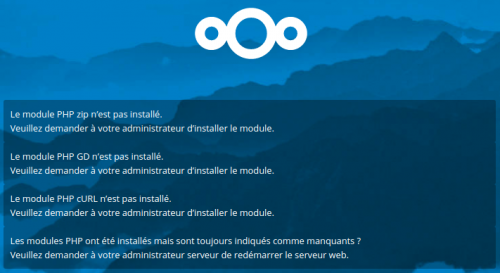 Le module PHP zip n’est pas installé.
Veuillez demander à votre administrateur d’installer le module.
Le module PHP GD n’est pas installé.
Veuillez demander à votre administrateur d’installer le module.
Le module PHP cURL n’est pas installé.
Veuillez demander à votre administrateur d’installer le module.
Les modules PHP ont été installés mais sont toujours indiqués comme manquants ?
Veuillez demander à votre administrateur serveur de redémarrer le serveur web.